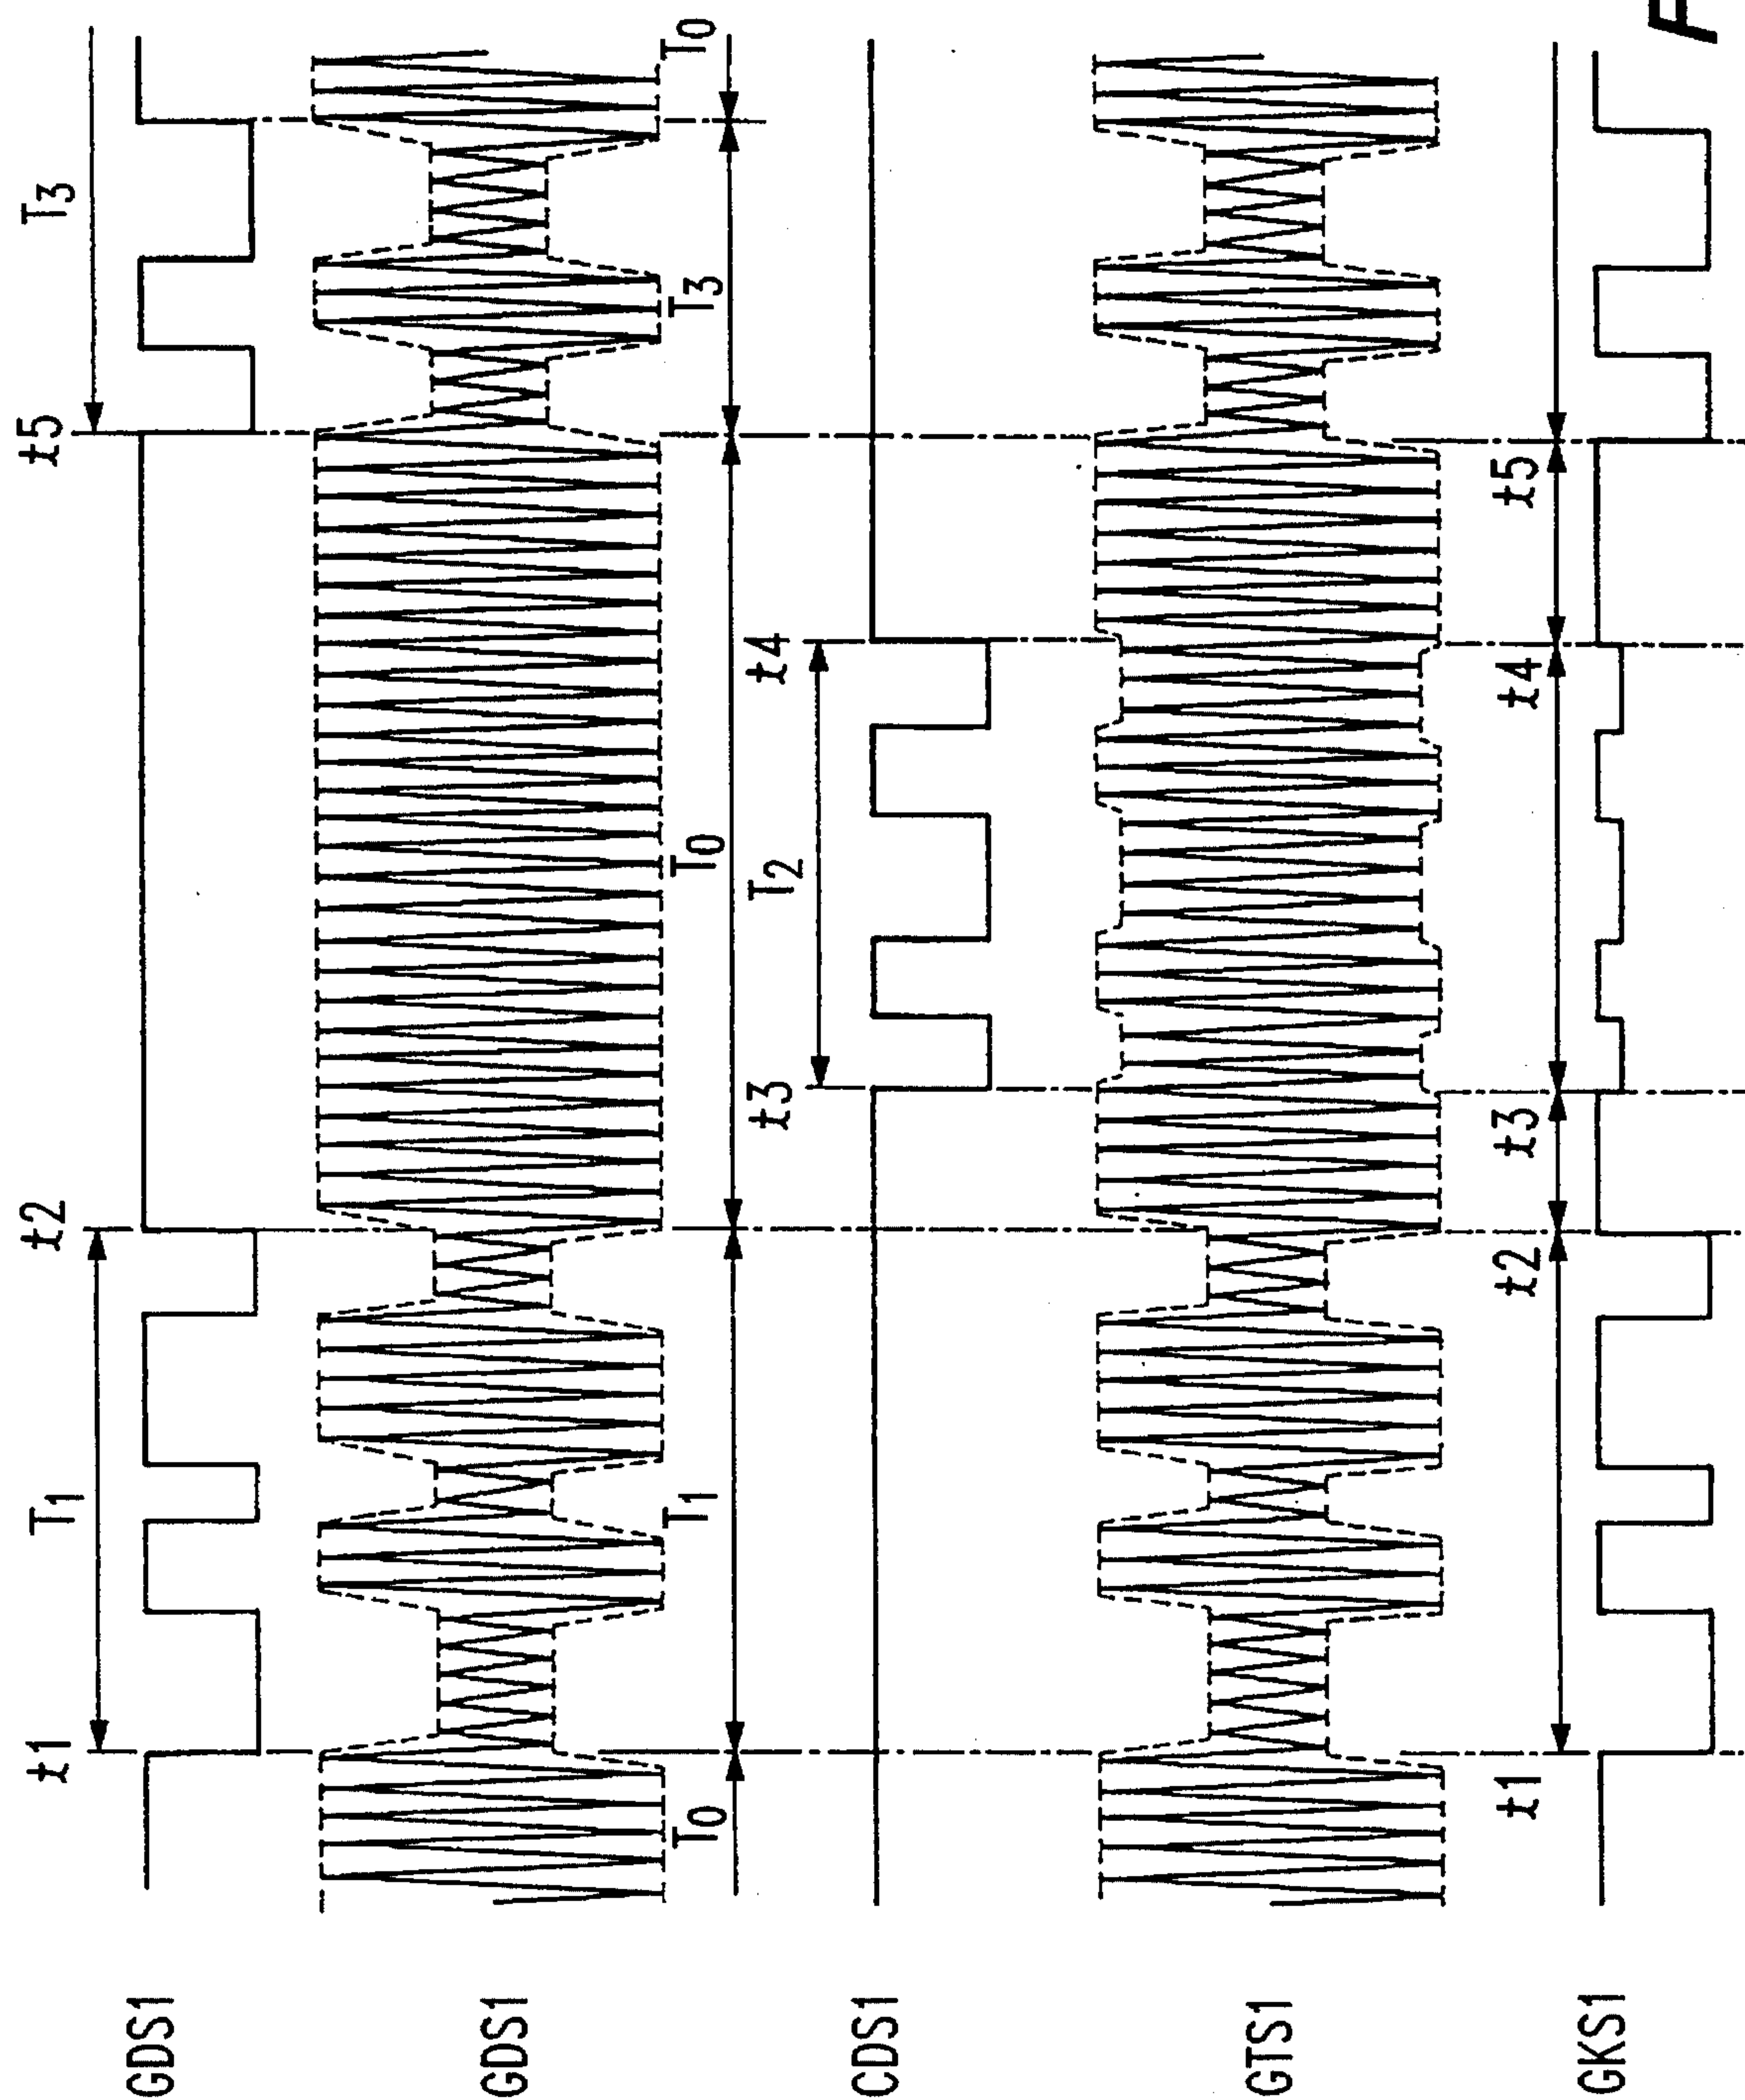 t1 T1 t2 t5 T3
GDS1
GDS1
T0 T1 T0 T3 T0
t3 T2 t4
CDS1
GTS1
t1 t2 t3 t4 t5
GKS1